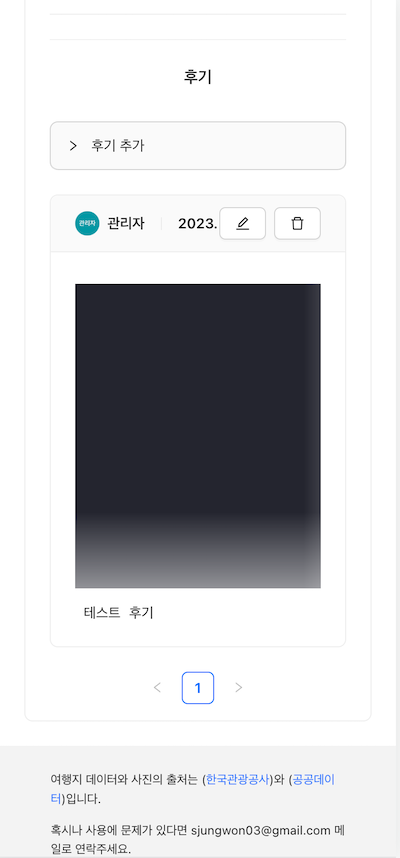 후기
후기 추가
관리자 관리자 2023.
테스트 후기
1
여행지 데이터와 사진의 출처는 (한국관광공사)와 (공공데이
터)입니다.
혹시나 사용에 문제가 있다면 sjungwon03@gmail.com 메
일로 연락주세요.